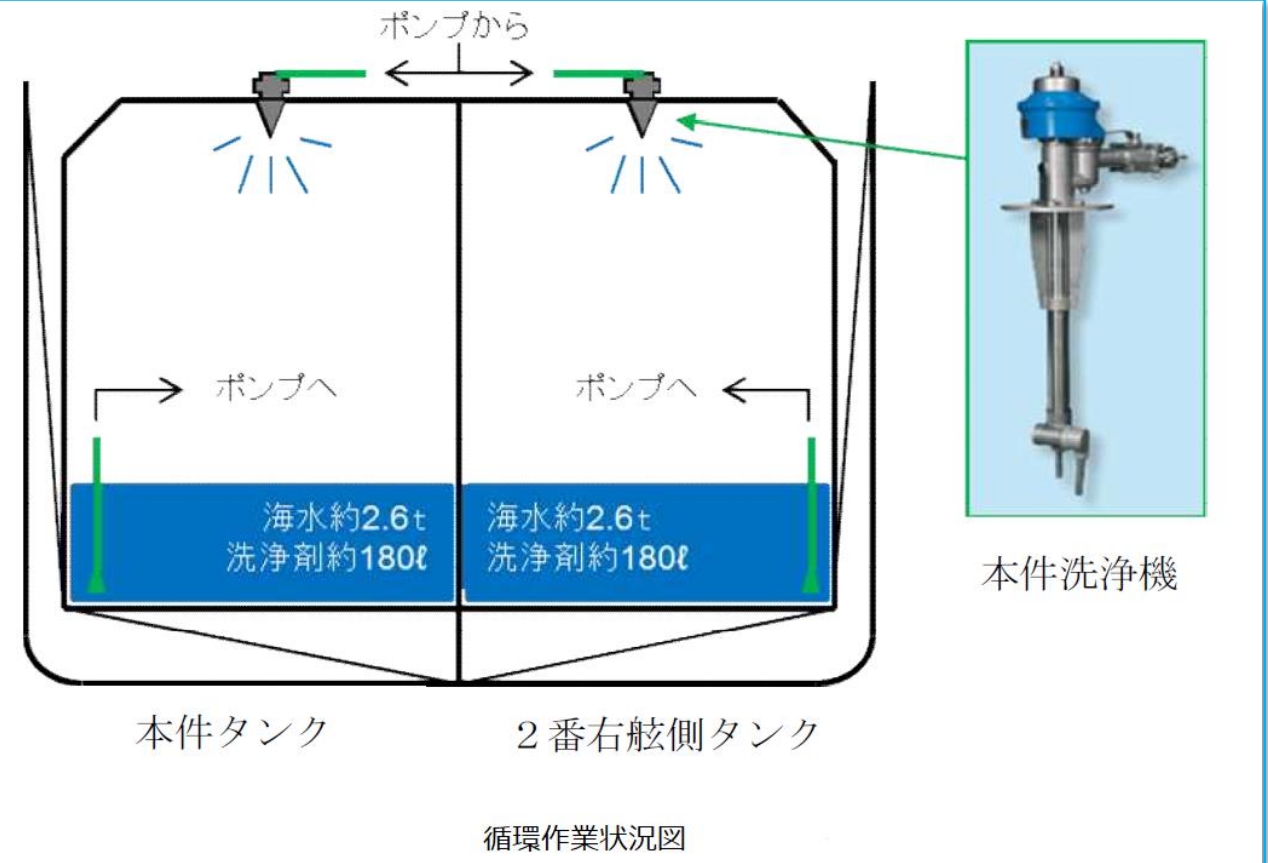 ポンプから
ポンプへ
ポンプへ
海水約2.6t
洗浄剤約180ℓ
海水約2.6t
洗浄剤約180ℓ
本件洗浄機
本件タンク
２番右舷側タンク
循環作業状況図